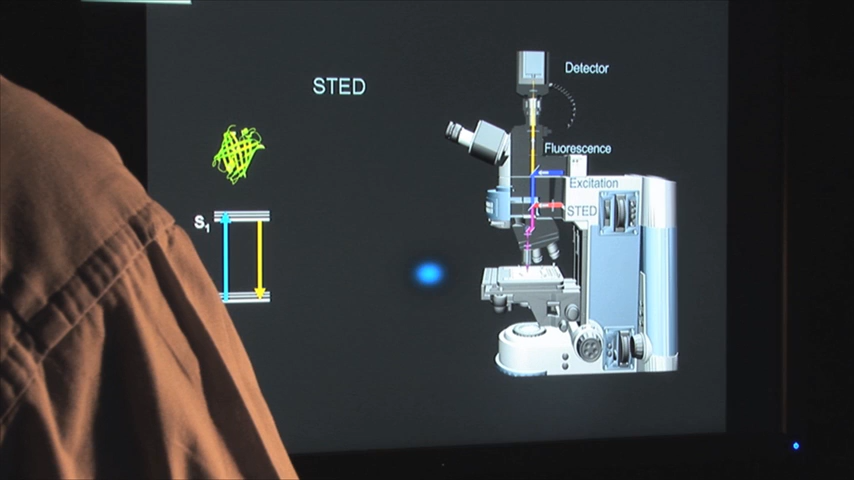 STED
Detector
Fluorescence
Excitation
STED
S1